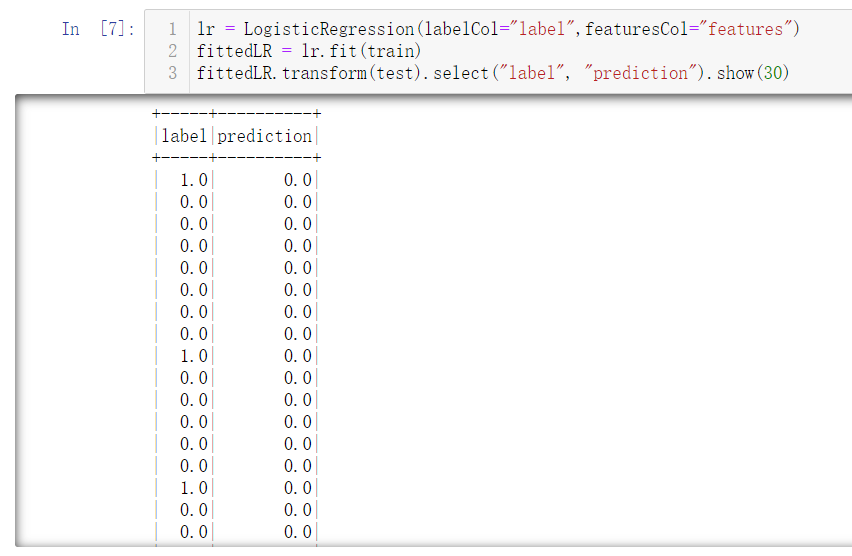 In [7]:
1 lr = LogisticRegression(labelCol="label",featuresCol="features")
2 fittedLR = lr.fit(train)
3 fittedLR.transform(test).select("label", "prediction").show(30)
+-----+----------+
|label|prediction|
+-----+----------+
|  1.0|       0.0|
|  0.0|       0.0|
|  0.0|       0.0|
|  0.0|       0.0|
|  0.0|       0.0|
|  0.0|       0.0|
|  0.0|       0.0|
|  0.0|       0.0|
|  1.0|       0.0|
|  0.0|       0.0|
|  0.0|       0.0|
|  0.0|       0.0|
|  0.0|       0.0|
|  0.0|       0.0|
|  1.0|       0.0|
|  0.0|       0.0|
|  0.0|       0.0|